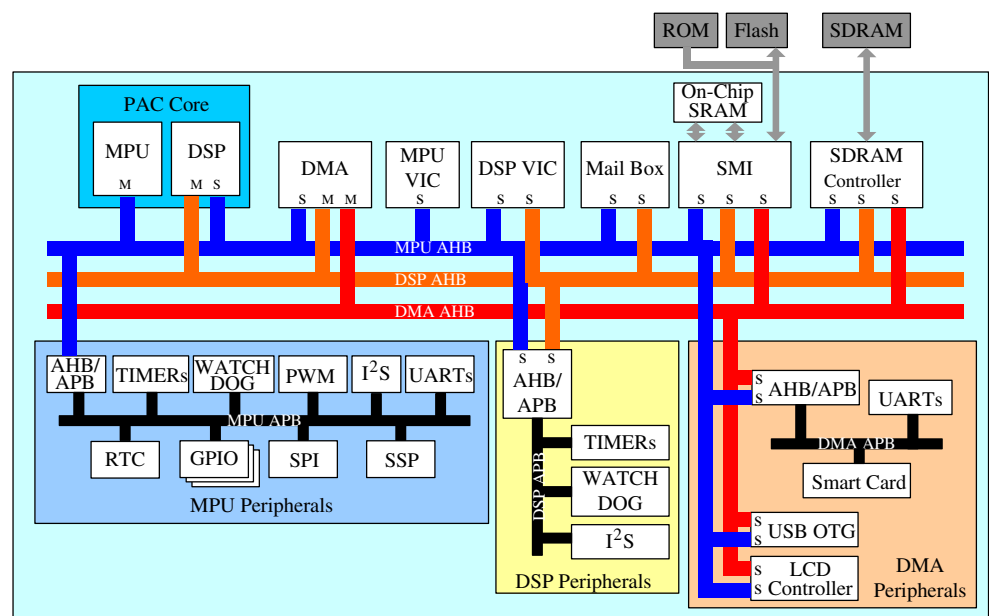 ROM
Flash
SDRAM
PAC Core
On-Chip
SRAM
MPU
M
DSP
M S
DMA
S M M
MPU
VIC
S
DSP VIC
S S
Mail Box
S S
SMI
S S S
SDRAM
Controller
S S S
MPU AHB
DSP AHB
DMA AHB
AHB/
APB
TIMERs
WATCH
DOG
PWM
I²S
UARTs
MPU APB
RTC
GPIO
SPI
SSP
MPU Peripherals
S S
AHB/
APB
DSP APB
TIMERs
WATCH
DOG
I²S
DSP Peripherals
S
S
AHB/APB
UARTs
DMA APB
Smart Card
S
S
USB OTG
S
S
LCD
Controller
DMA
Peripherals